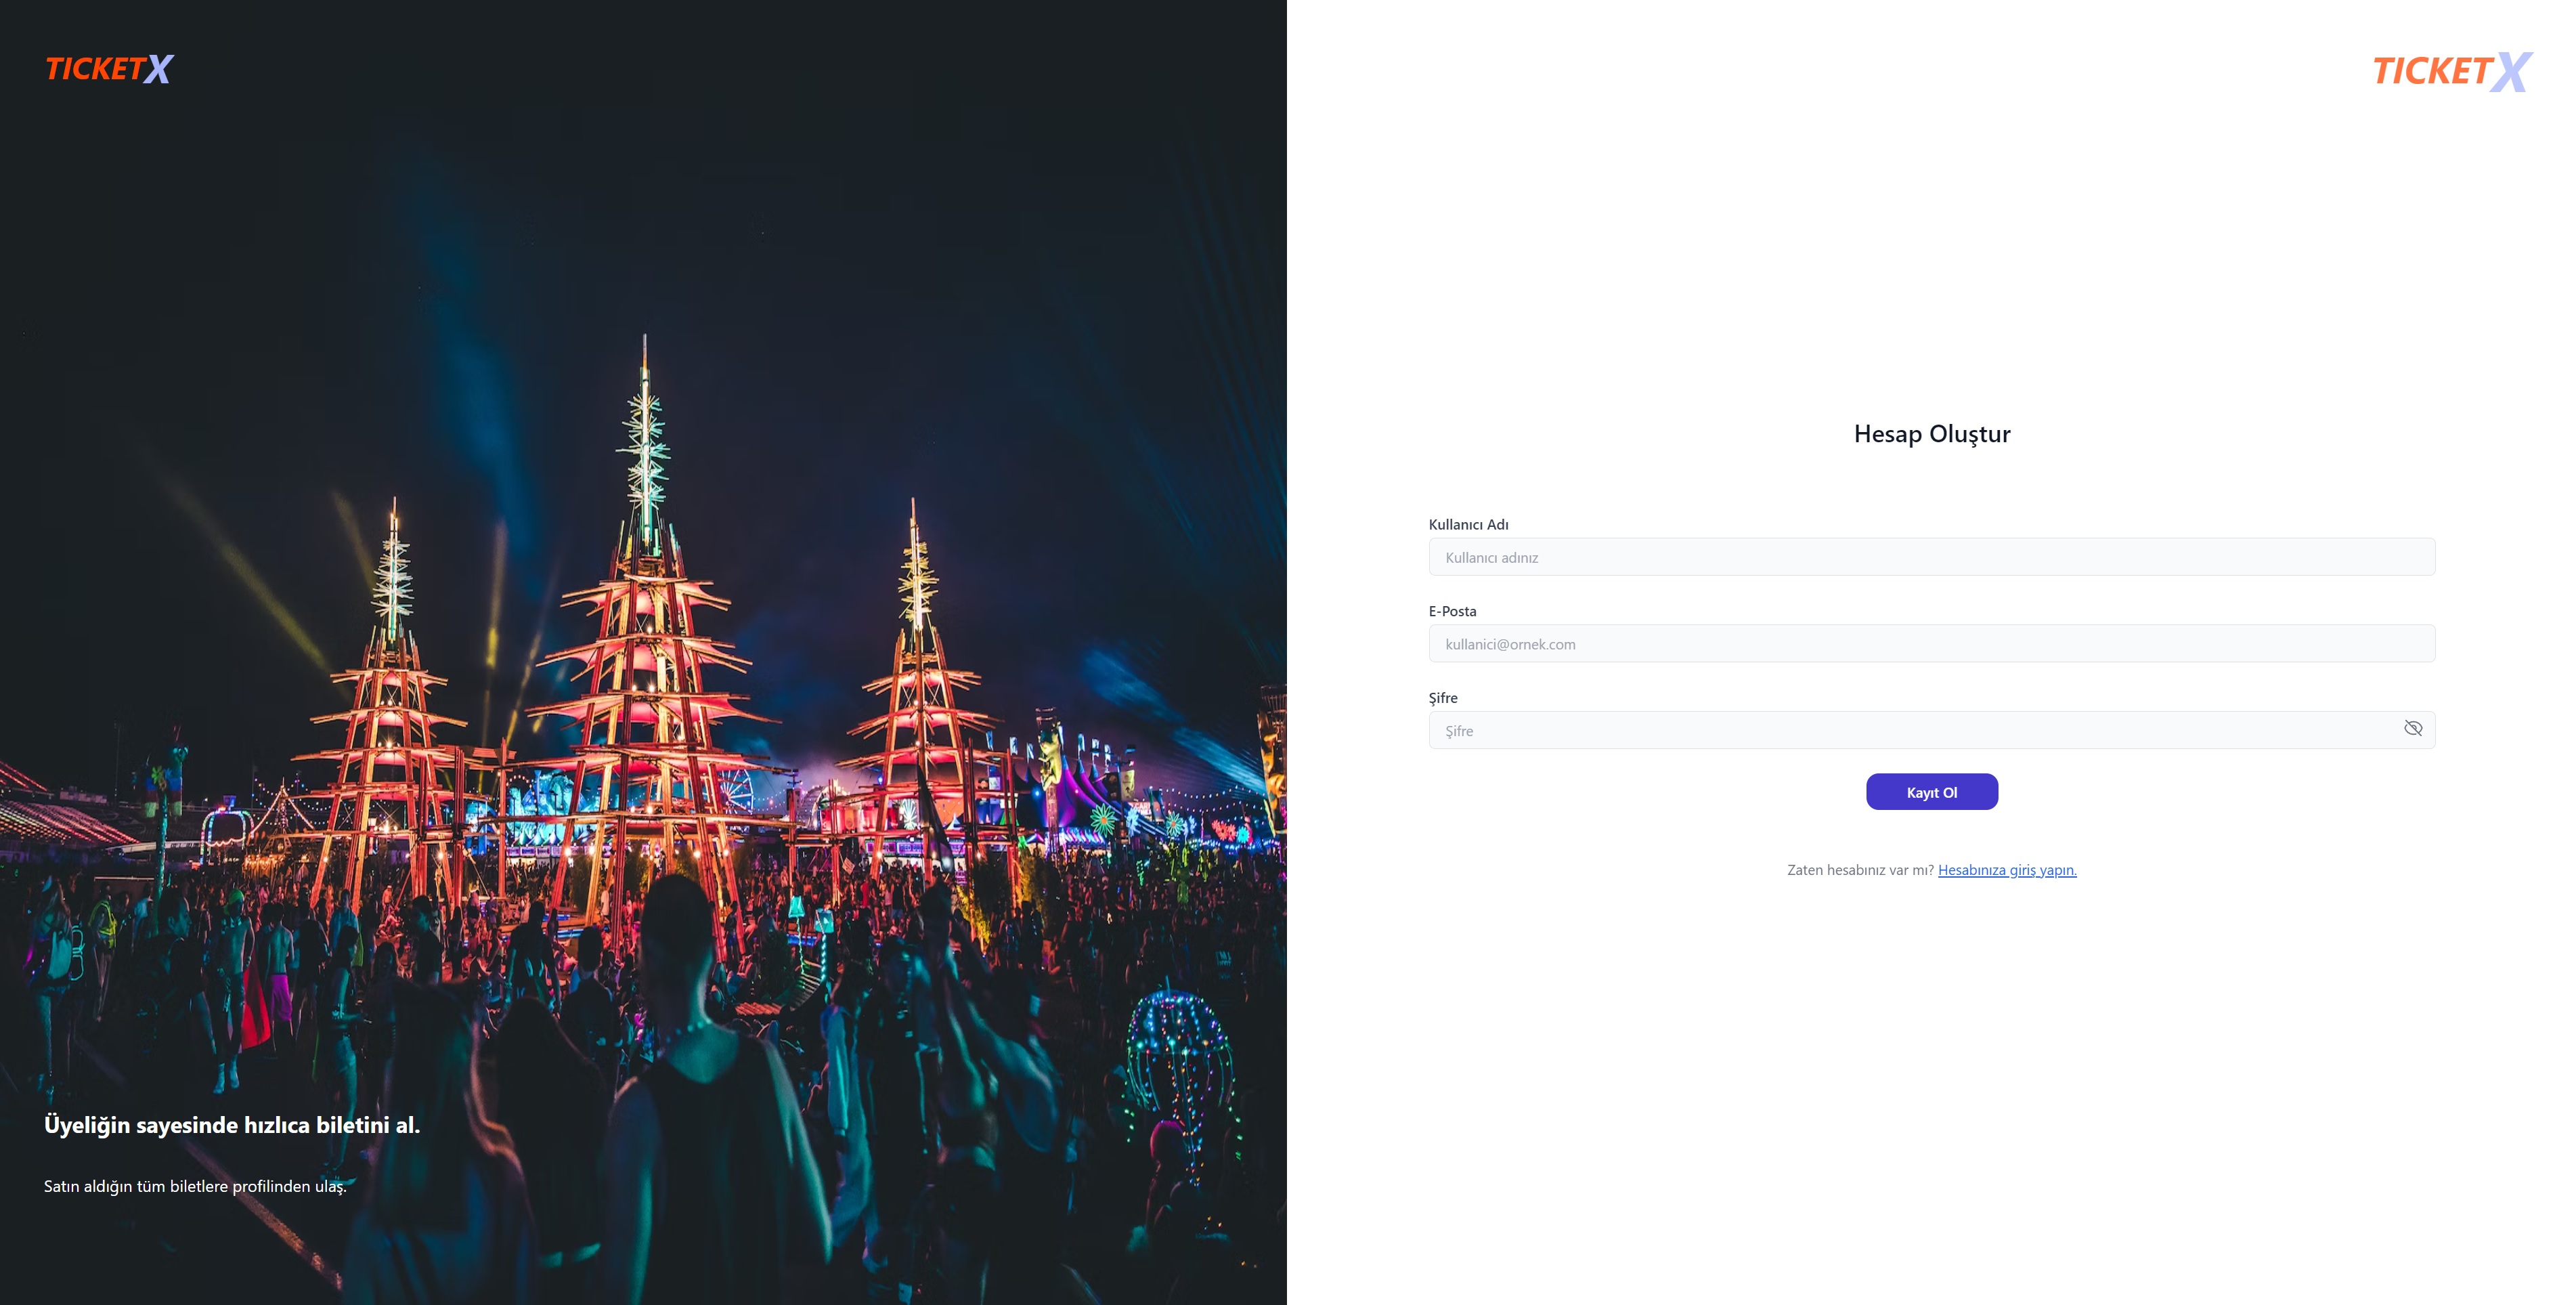 TICKETX
Üyeliğin sayesinde hızlıca biletini al.
Satın aldığın tüm biletlere profilinden ulaş.
TICKETX
Hesap Oluştur
Kullanıcı Adı
Kullanıcı adınız
E-Posta
kullanici@ornek.com
Şifre
Şifre
Kayıt Ol
Zaten hesabınız var mı? Hesabınıza giriş yapın.